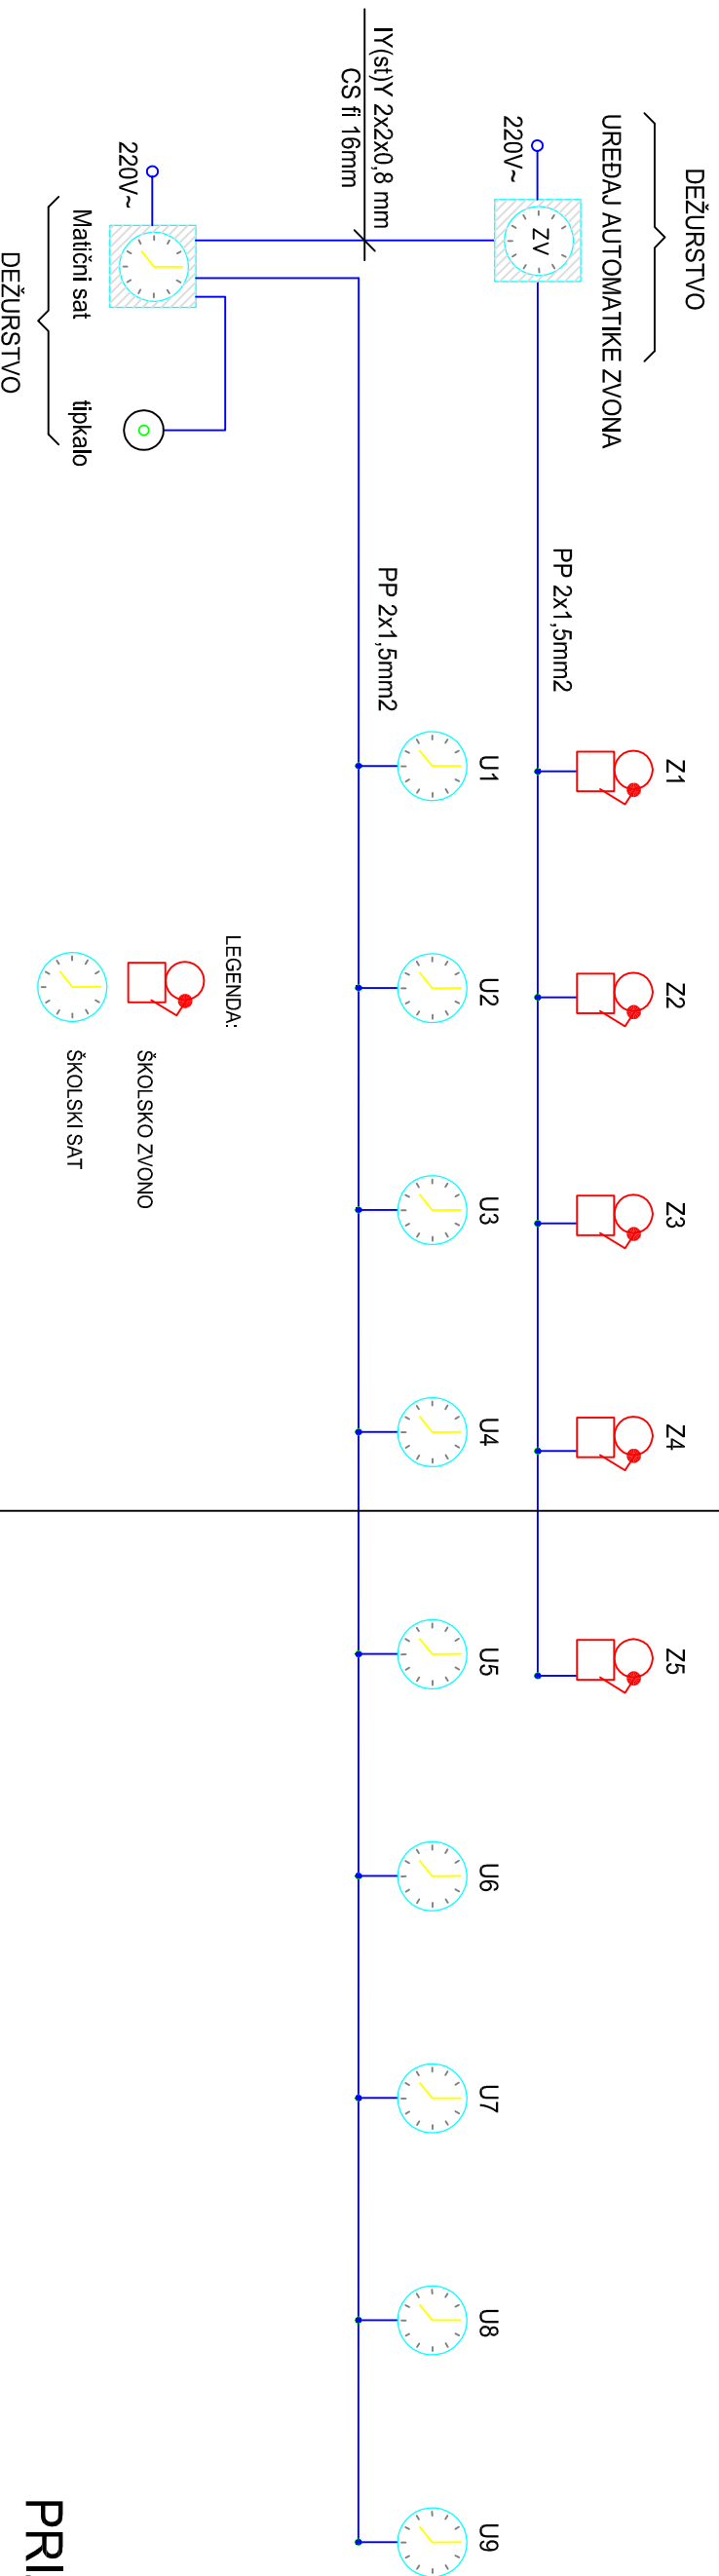 DEŽURSTVO
UREĐAJ AUTOMATIKE ZVONA
220V~
ZV
PP 2x1,5mm2
Z1
Z2
Z3
Z4
Z5
IY(st)Y 2x2x0,8 mm
CS fi 16mm
PP 2x1,5mm2
U1
U2
U3
U4
U5
U6
U7
U8
U9
220V~
Matični sat
tipkalo
DEŽURSTVO
LEGENDA:
ŠKOLSKO ZVONO
ŠKOLSKI SAT